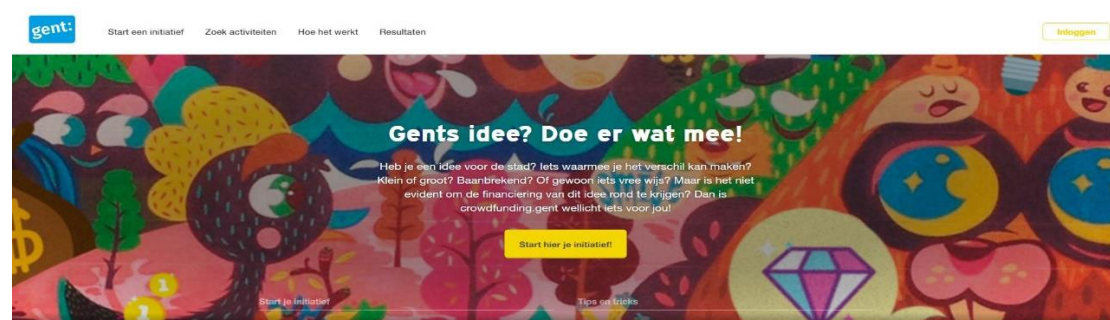 gent:
Start een initiatief Zoek activiteiten Hoe het werkt Resultaten Inloggen
Gents idee? Doe er wat mee!
Heb je een idee voor de stad? Iets waarmee je het verschil kan maken?
Klein of groot? Baanbrekend? Of gewoon iets vree wijs? Maar is het niet
evident om de financiering van dit idee rond te krijgen? Dan is
crowdfunding.gent wellicht iets voor jou!
Start hier je initiatief!
$
1
1
Start je initiatief Tips en tricks